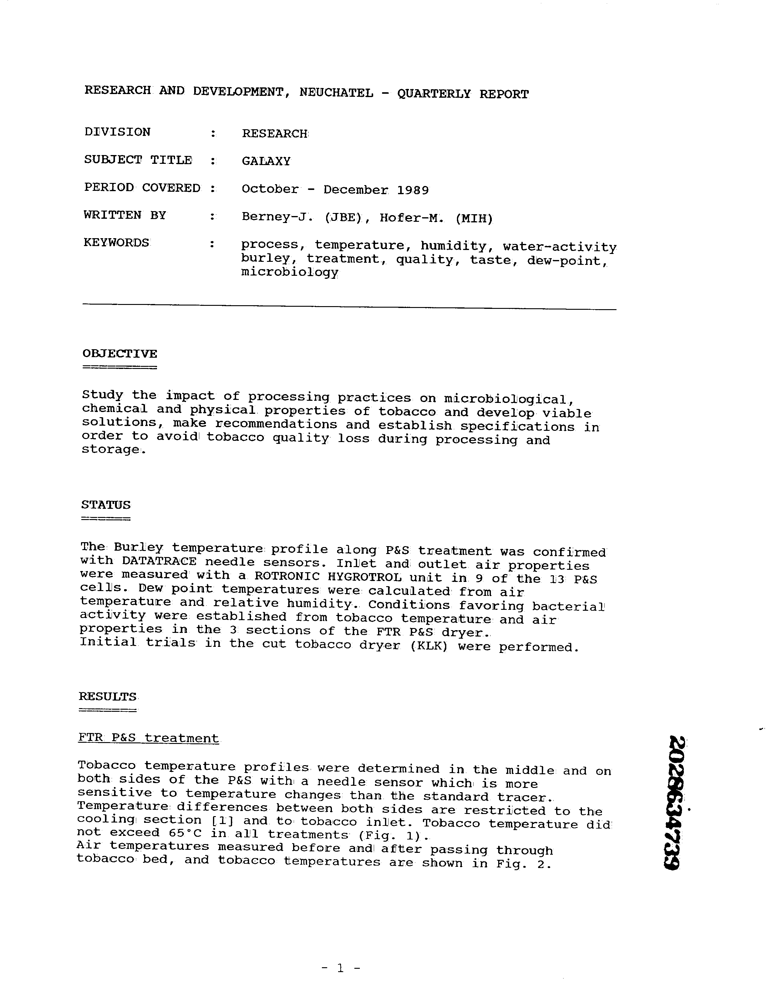 RESEARCH AND DEVELOPMENT, NEUCHATEL - QUARTERLY REPORT
DIVISION : RESEARCH
SUBJECT TITLE : GALAXY
PERIOD COVERED : October - December 1989
WRITTEN BY : Berney-J. (JBE), Hofer-M. (MIH)
KEYWORDS : process, temperature, humidity, water-activity
burley, treatment, quality, taste, dew-point,
microbiology
OBJECTIVE
Study the impact of processing practices on microbiological,
chemical and physical properties of tobacco and develop viable
solutions, make recommendations and establish specifications in
order to avoid tobacco quality loss during processing and
storage.
STATUS
The Burley temperature profile along P&S treatment was confirmed
with DATATRACE needle sensors. Inlet and outlet air properties
were measured with a ROTRONIC HYGROTROL unit in 9 of the 13 P&S
cells. Dew point temperatures were calculated from air
temperature and relative humidity. Conditions favoring bacterial
activity were established from tobacco temperature and air
properties in the 3 sections of the FTR P&S dryer.
Initial trials in the cut tobacco dryer (KLK) were performed.
RESULTS
FTR P&S treatment
Tobacco temperature profiles were determined in the middle and on
both sides of the P&S with a needle sensor which is more
sensitive to temperature changes than the standard tracer.
Temperature differences between both sides are restricted to the
cooling section [1] and to tobacco inlet. Tobacco temperature did
not exceed 65°C in all treatments (Fig. 1).
Air temperatures measured before and after passing through
tobacco bed, and tobacco temperatures are shown in Fig. 2.
2028634739
- 1 -